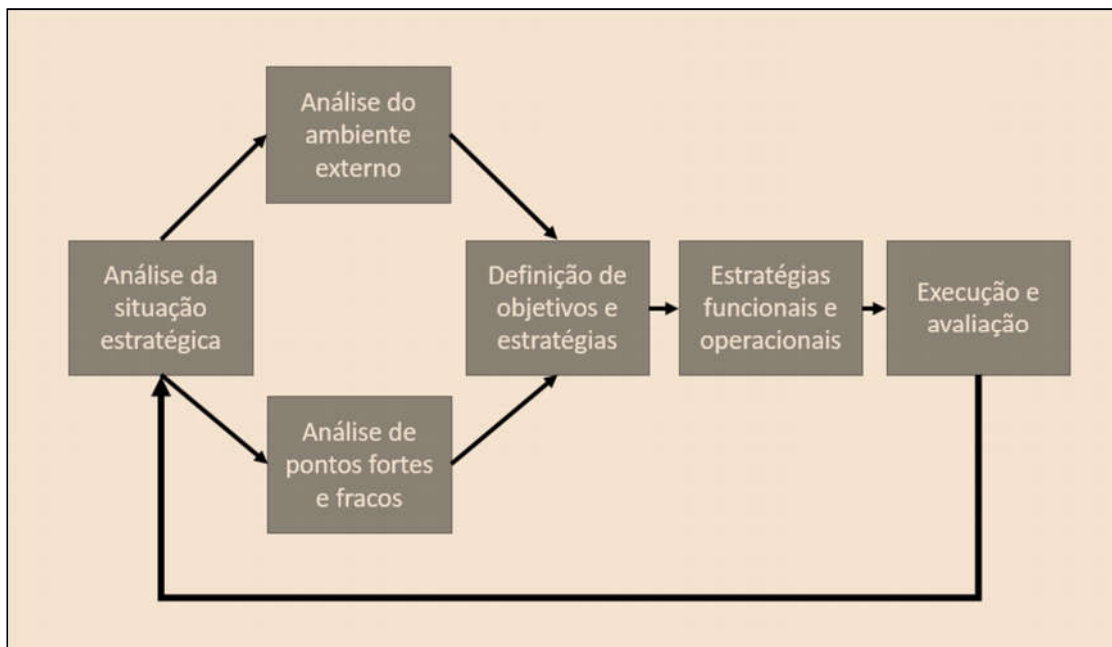 Análise do
ambiente
externo
Análise da
situação
estratégica
Definição de
objetivos e
estratégias
Estratégias
funcionais e
operacionais
Execução e
avaliação
Análise de
pontos fortes
e fracos